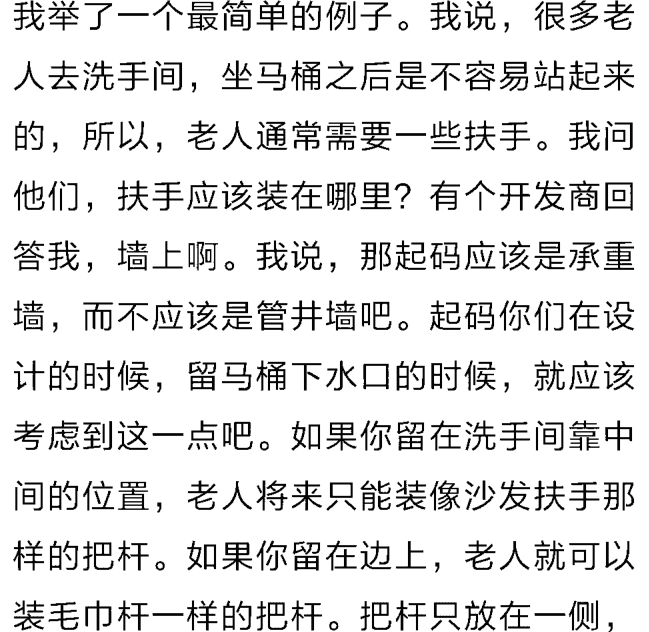 我举了一个最简单的例子。我说，很多老
人去洗手间，坐马桶之后是不容易站起来
的，所以，老人通常需要一些扶手。我问
他们，扶手应该装在哪里？有个开发商回
答我，墙上啊。我说，那起码应该是承重
墙，而不应该是管井墙吧。起码你们在设
计的时候，留马桶下水口的时候，就应该
考虑到这一点吧。如果你留在洗手间靠中
间的位置，老人将来只能装像沙发扶手那
样的把杆。如果你留在边上，老人就可以
装毛巾杆一样的把杆。把杆只放在一侧，